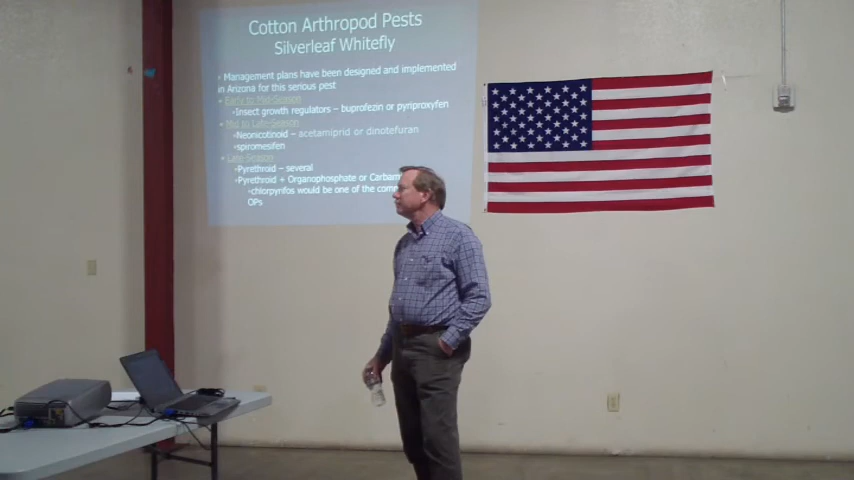 Cotton Arthropod Pests
Silverleaf Whitefly
Management plans have been designed and implemented
in Arizona for this serious pest
Early to Mid-Season
Insect growth regulators – buprofezin or pyriproxyfen
Mid to Late-Season
Neonicotinoid – acetamiprid or dinotefuran
spiromesifen
Late-Season
Pyrethroid – several
Pyrethroid + Organophosphate or Carbam
chlorpyrifos would be one of the com
OPs